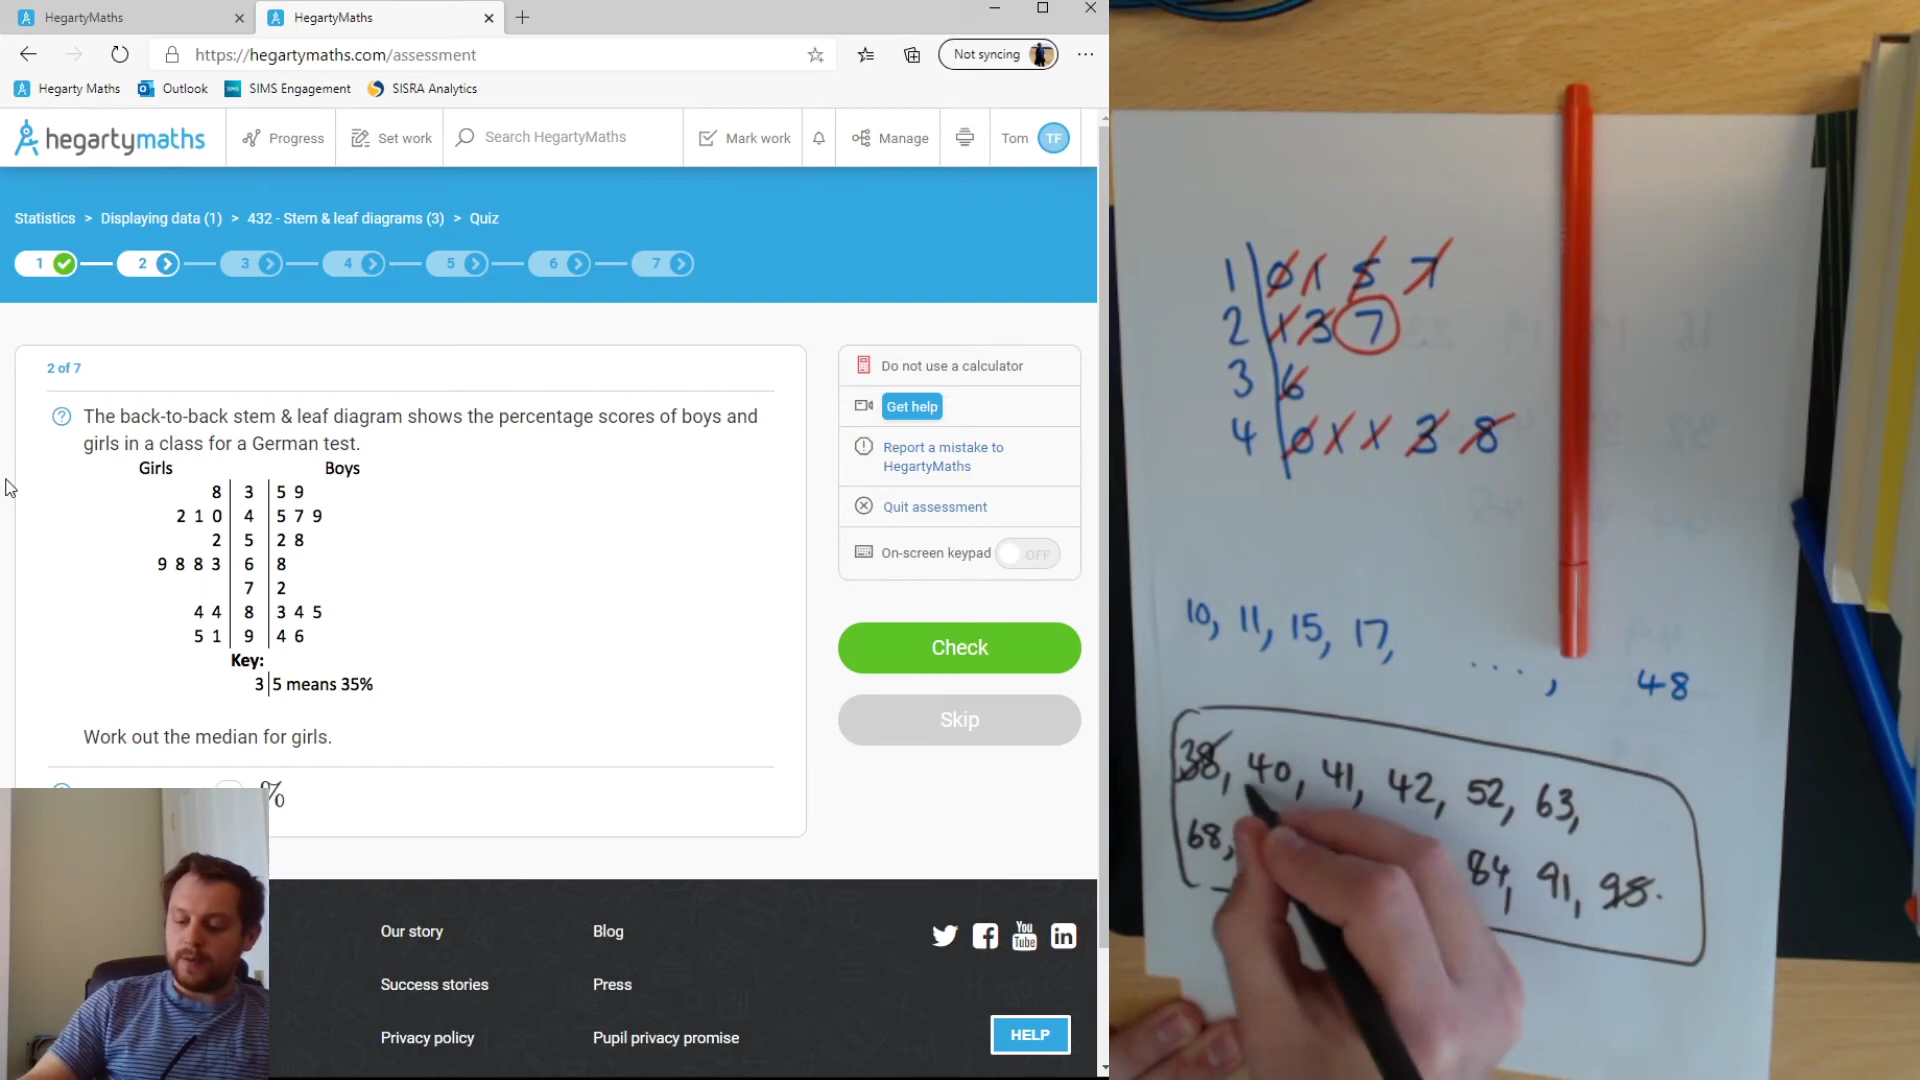 HegartyMaths
HegartyMaths
https://hegartymaths.com/assessment
Not syncing
Hegarty Maths
Outlook
SIMS Engagement
SISRA Analytics
hegartymaths
Progress
Set work
Search HegartyMaths
Mark work
Manage
Tom
TF
Statistics > Displaying data (1) > 432 - Stem & leaf diagrams (3) > Quiz
1 2 3 4 5 6 7
2 of 7
The back-to-back stem & leaf diagram shows the percentage scores of boys and
girls in a class for a German test.
Girls Boys
8 3 5 9
2 1 0 4 5 7 9
2 5 2 8
9 8 8 3 6 8
7 2
4 4 8 3 4 5
5 1 9 4 6
Key:
3 5 means 35%
Work out the median for girls.
%
Do not use a calculator
Get help
Report a mistake to
HegartyMaths
Quit assessment
On-screen keypad OFF
Check
Skip
Our story
Blog
You
Tube
in
Success stories
Press
Privacy policy
Pupil privacy promise
HELP
1 0 1 5 7
2 1 3 7
3 6
4 0 1 1 3 8
10, 11, 15, 17, ..., 48
38, 40, 41, 42, 52, 63,
68, 84, 91, 95.